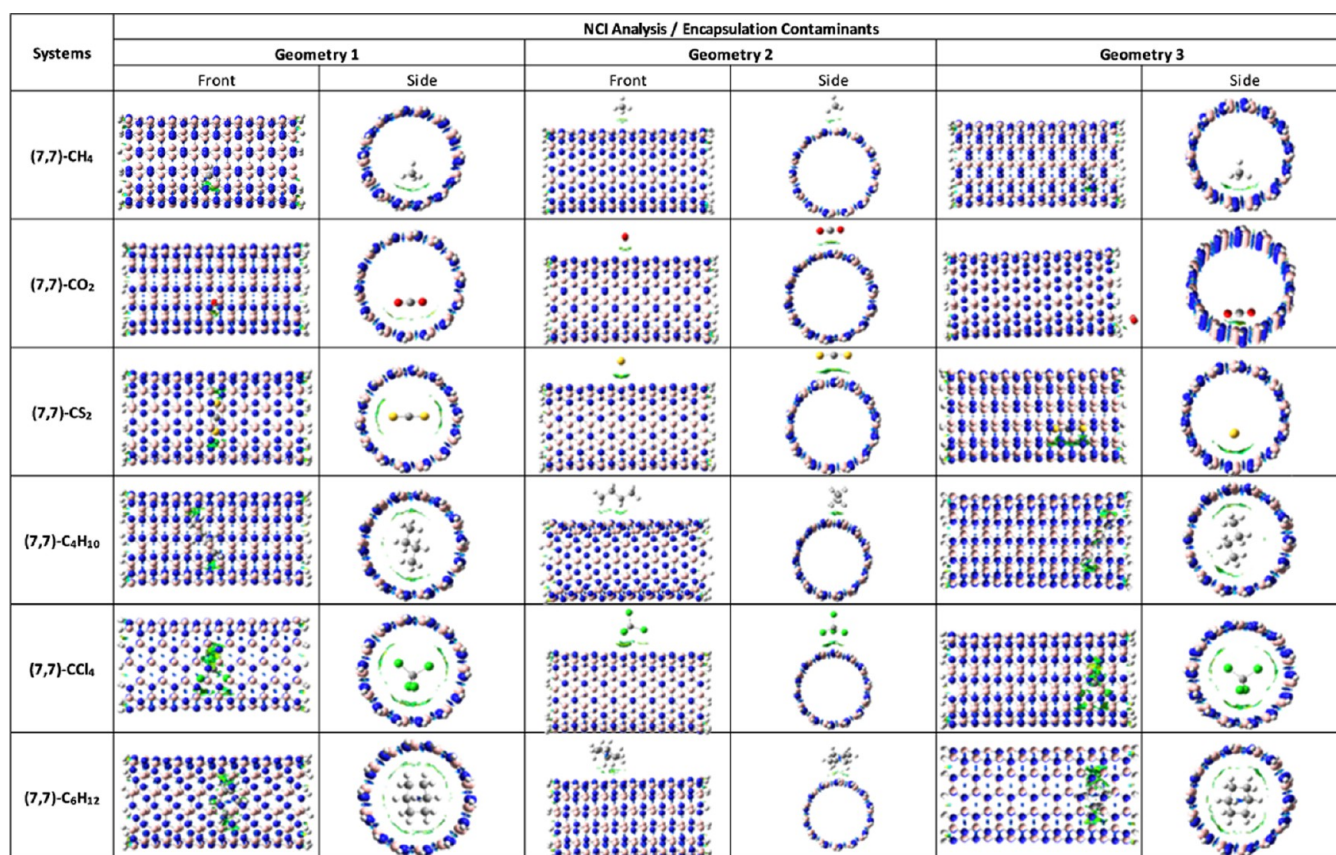 NCI Analysis / Encapsulation Contaminants
Systems
Geometry 1 Geometry 2 Geometry 3
Front Side Front Side Side
(7,7)-CH₄
(7,7)-CO₂
(7,7)-CS₂
(7,7)-C₄H₁₀
(7,7)-CCl₄
(7,7)-C₆H₁₂